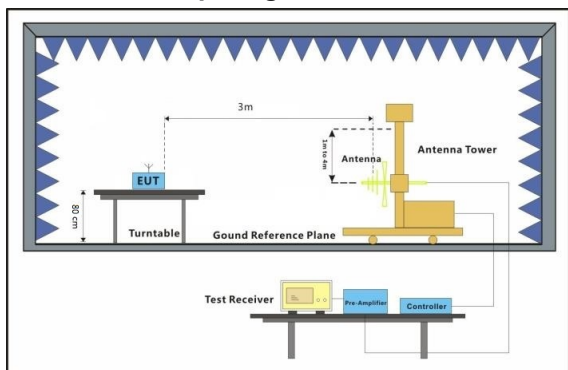 3m
1m to 4m
Antenna
Antenna Tower
EUT
80 cm
Turntable
Gound Reference Plane
Test Receiver
Pre-Amplifier
Controller